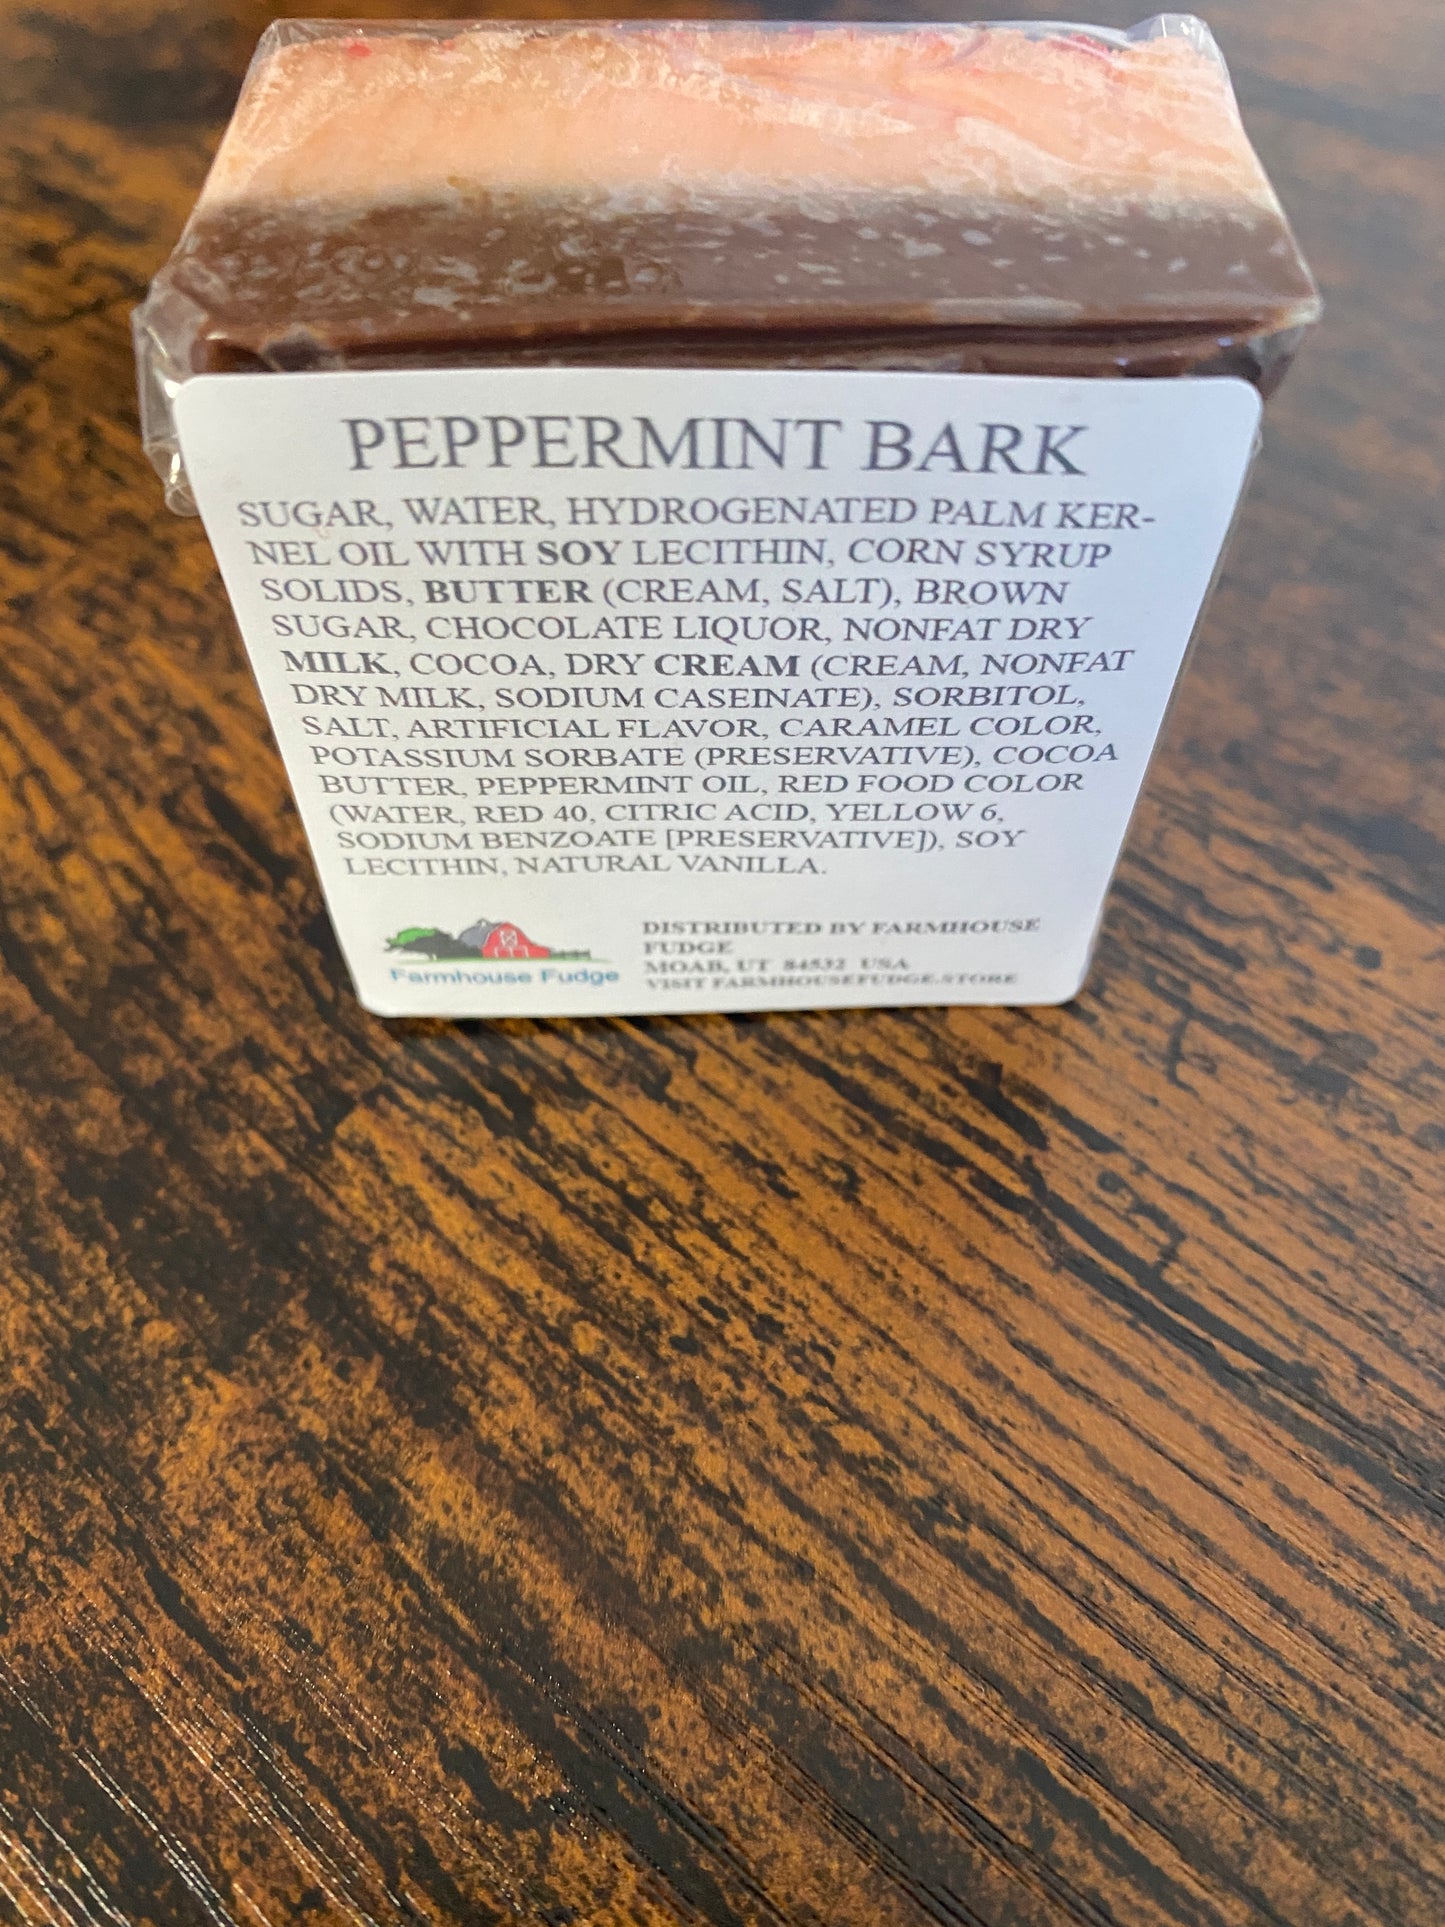 PEPPERMINT BARK
SUGAR, WATER, HYDROGENATED PALM KER-
NEL OIL WITH SOY LECITHIN, CORN SYRUP
SOLIDS, BUTTER (CREAM, SALT), BROWN
SUGAR, CHOCOLATE LIQUOR, NONFAT DRY
MILK, COCOA, DRY CREAM (CREAM, NONFAT
DRY MILK, SODIUM CASEINATE), SORBITOL,
SALT, ARTIFICIAL FLAVOR, CARAMEL COLOR,
POTASSIUM SORBATE (PRESERVATIVE), COCOA
BUTTER, PEPPERMINT OIL, RED FOOD COLOR
(WATER, RED 40, CITRIC ACID, YELLOW 6,
SODIUM BENZOATE [PRESERVATIVE]), SOY
LECITHIN, NATURAL VANILLA.
Farmhouse Fudge
DISTRIBUTED BY FARMHOUSE
FUDGE
MOAB, UT 84532 USA
VISIT FARMHOUSEFUDGE.STORE